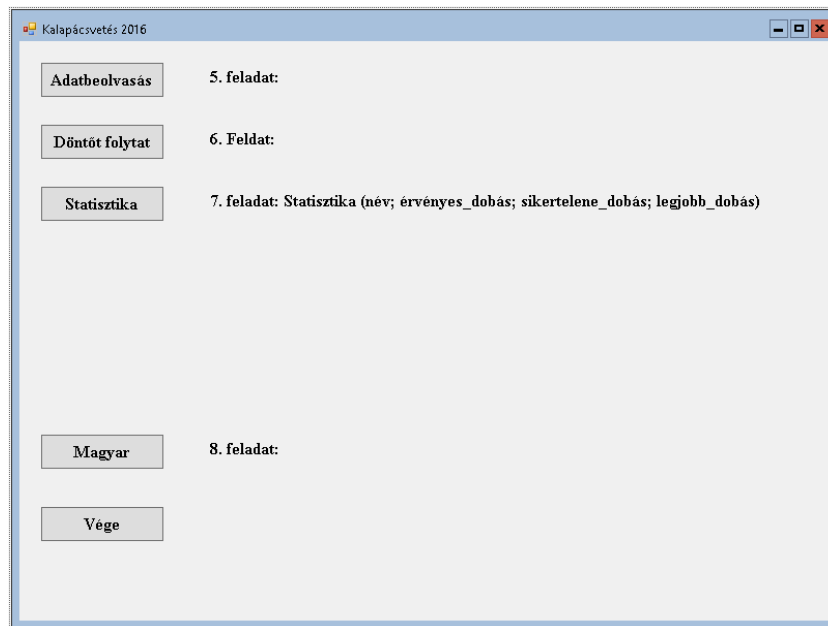 Kalapácsvetés 2016
Adatbeolvasás
5. feladat:
Döntőt folytat
6. Feldat:
Statisztika
7. feladat: Statisztika (név; érvényes_dobás; sikertelene_dobás; legjobb_dobás)
Magyar
8. feladat:
Vége